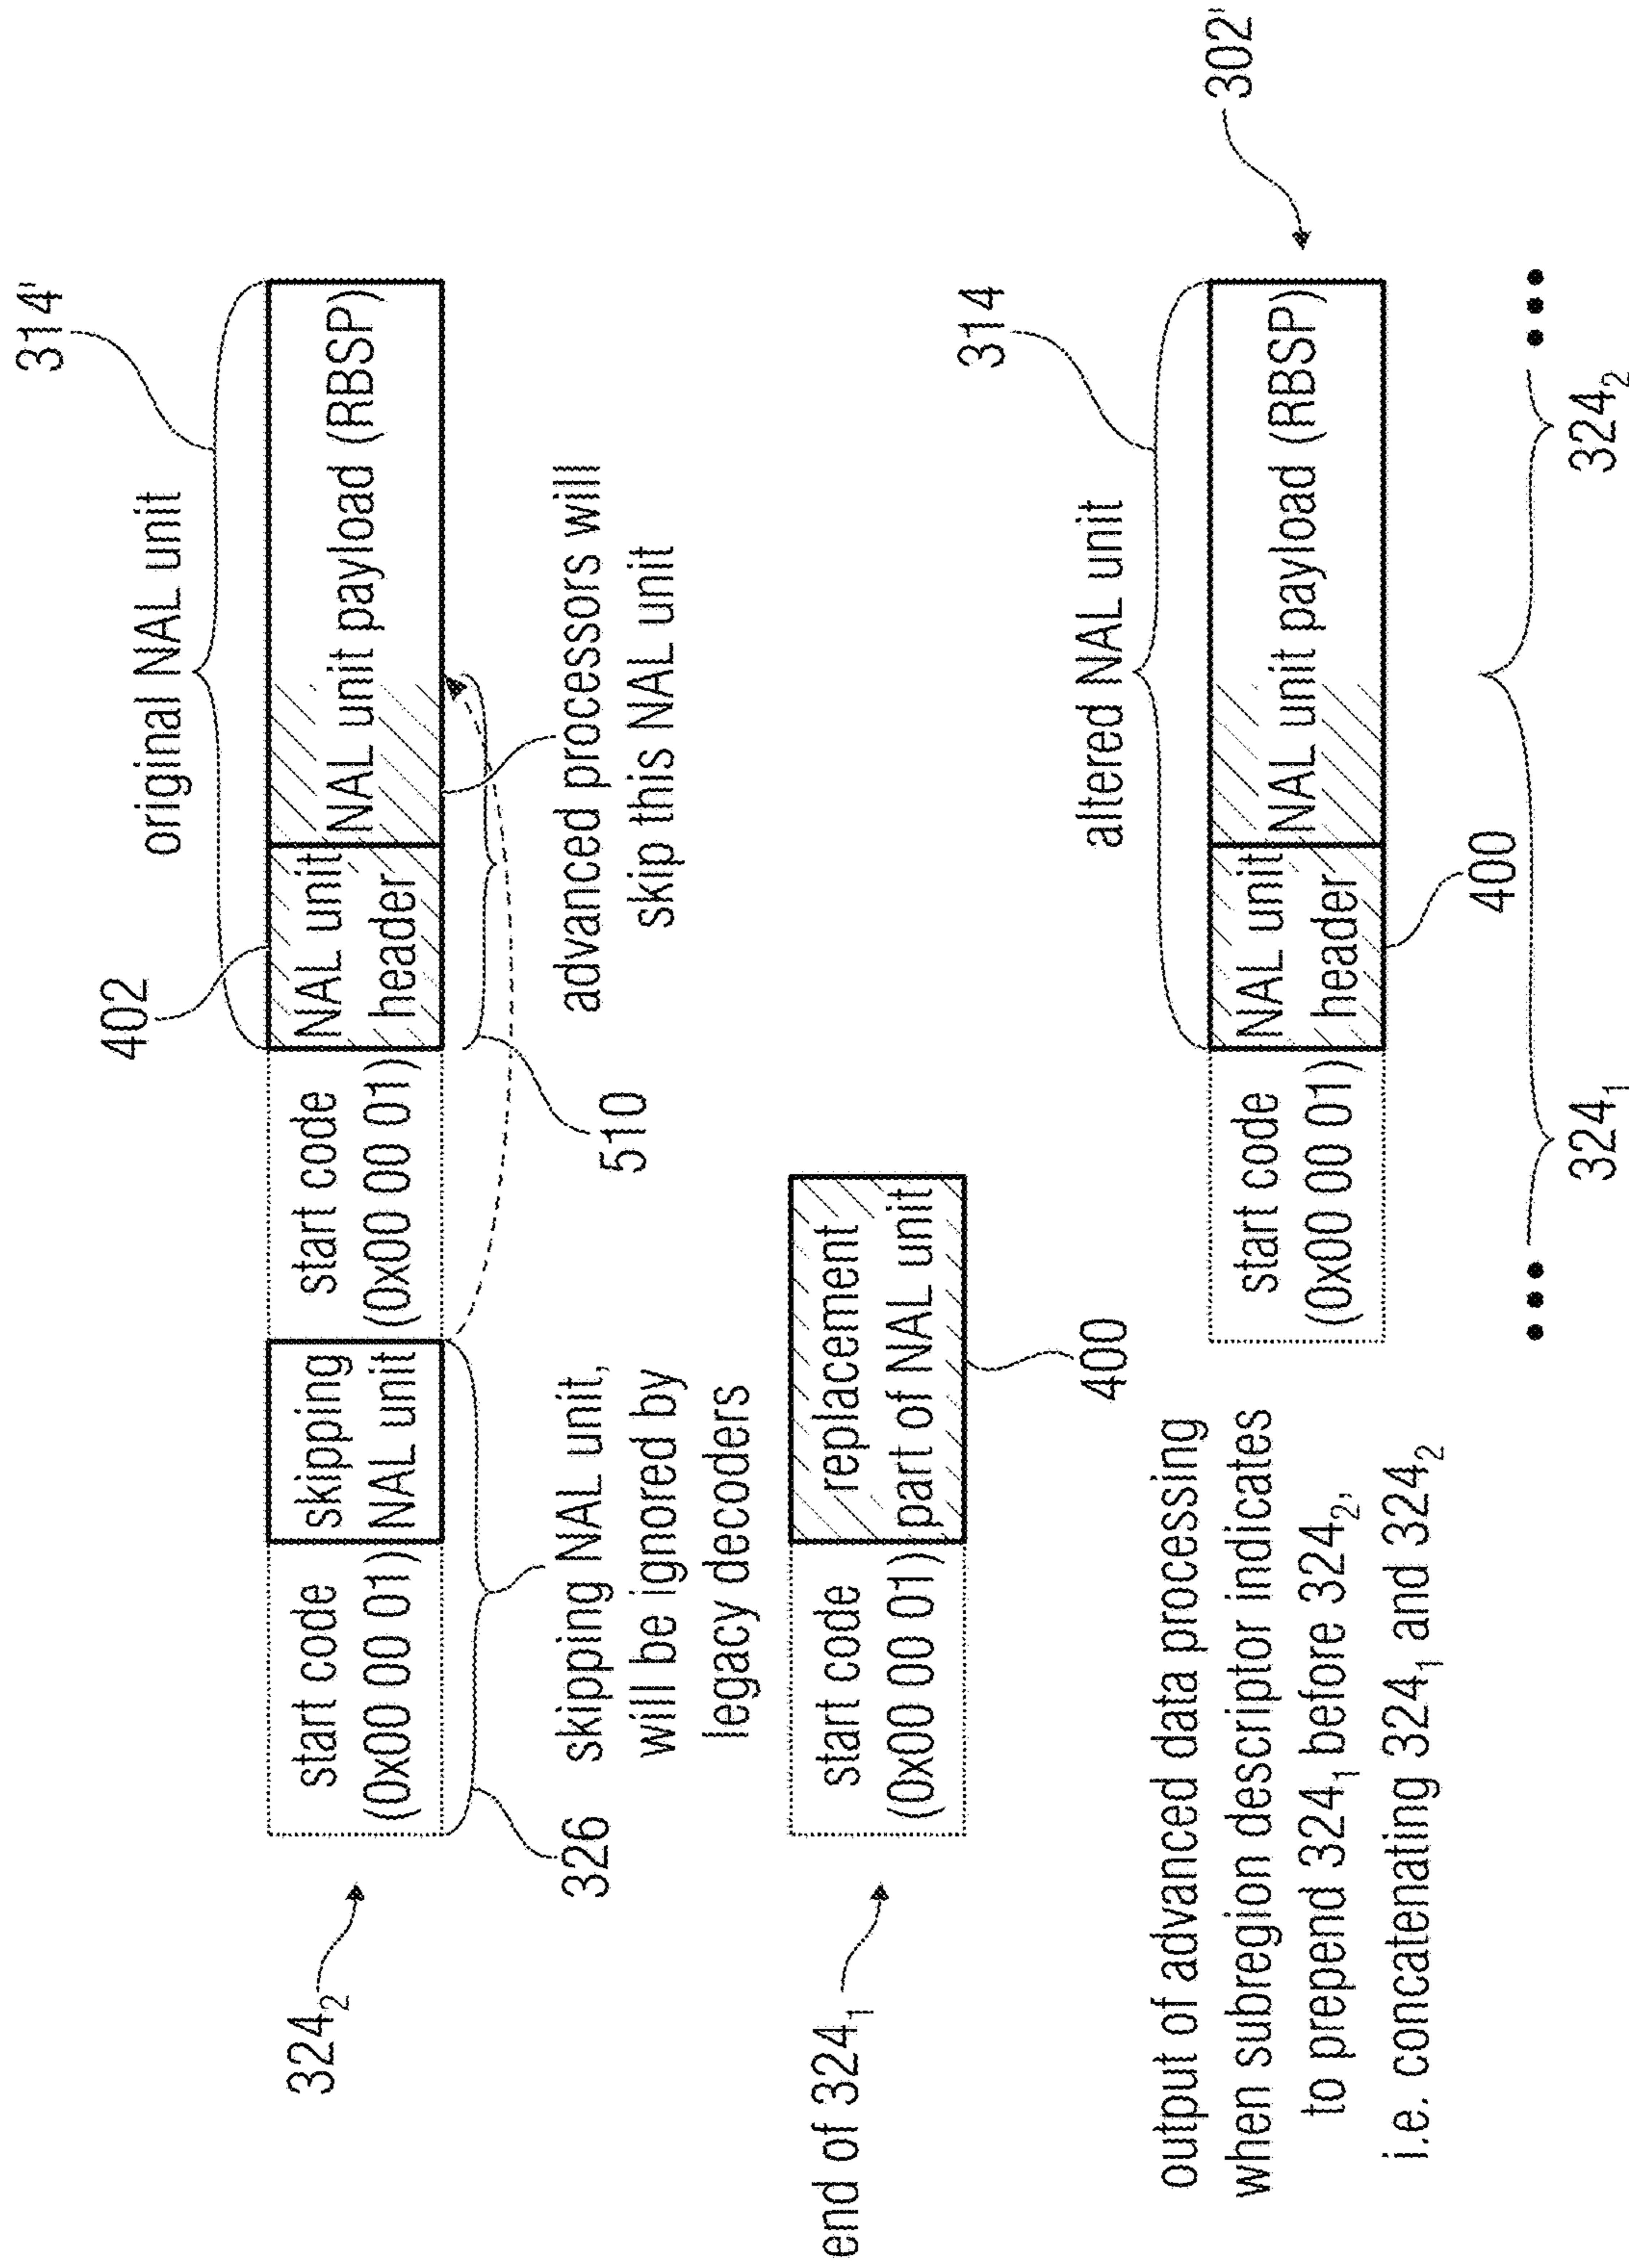 314'
original NAL unit
402
324₂
start code
(0x00 00 01)
skipping
NAL unit
start code
(0x00 00 01)
NAL unit
header
NAL unit payload (RBSP)
326
skipping NAL unit,
will be ignored by
legacy decoders
510
advanced processors will
skip this NAL unit
end of 324₁
start code
(0x00 00 01)
replacement
part of NAL unit
400
output of advanced data processing
when subregion descriptor indicates
to prepend 324₁ before 324₂,
i.e. concatenating 324₁ and 324₂
314
altered NAL unit
302'
start code
(0x00 00 01)
NAL unit
header
NAL unit payload (RBSP)
400
324₁
324₂